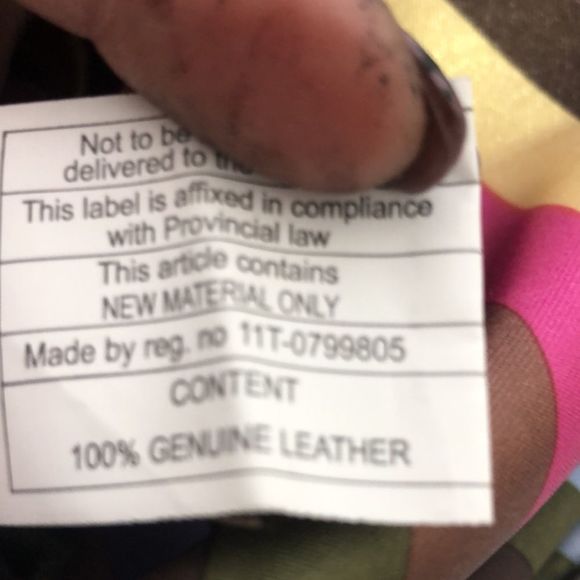 Not to be
delivered to the
This label is affixed in compliance
with Provincial law
This article contains
NEW MATERIAL ONLY
Made by reg. no 11T-0799805
CONTENT
100% GENUINE LEATHER